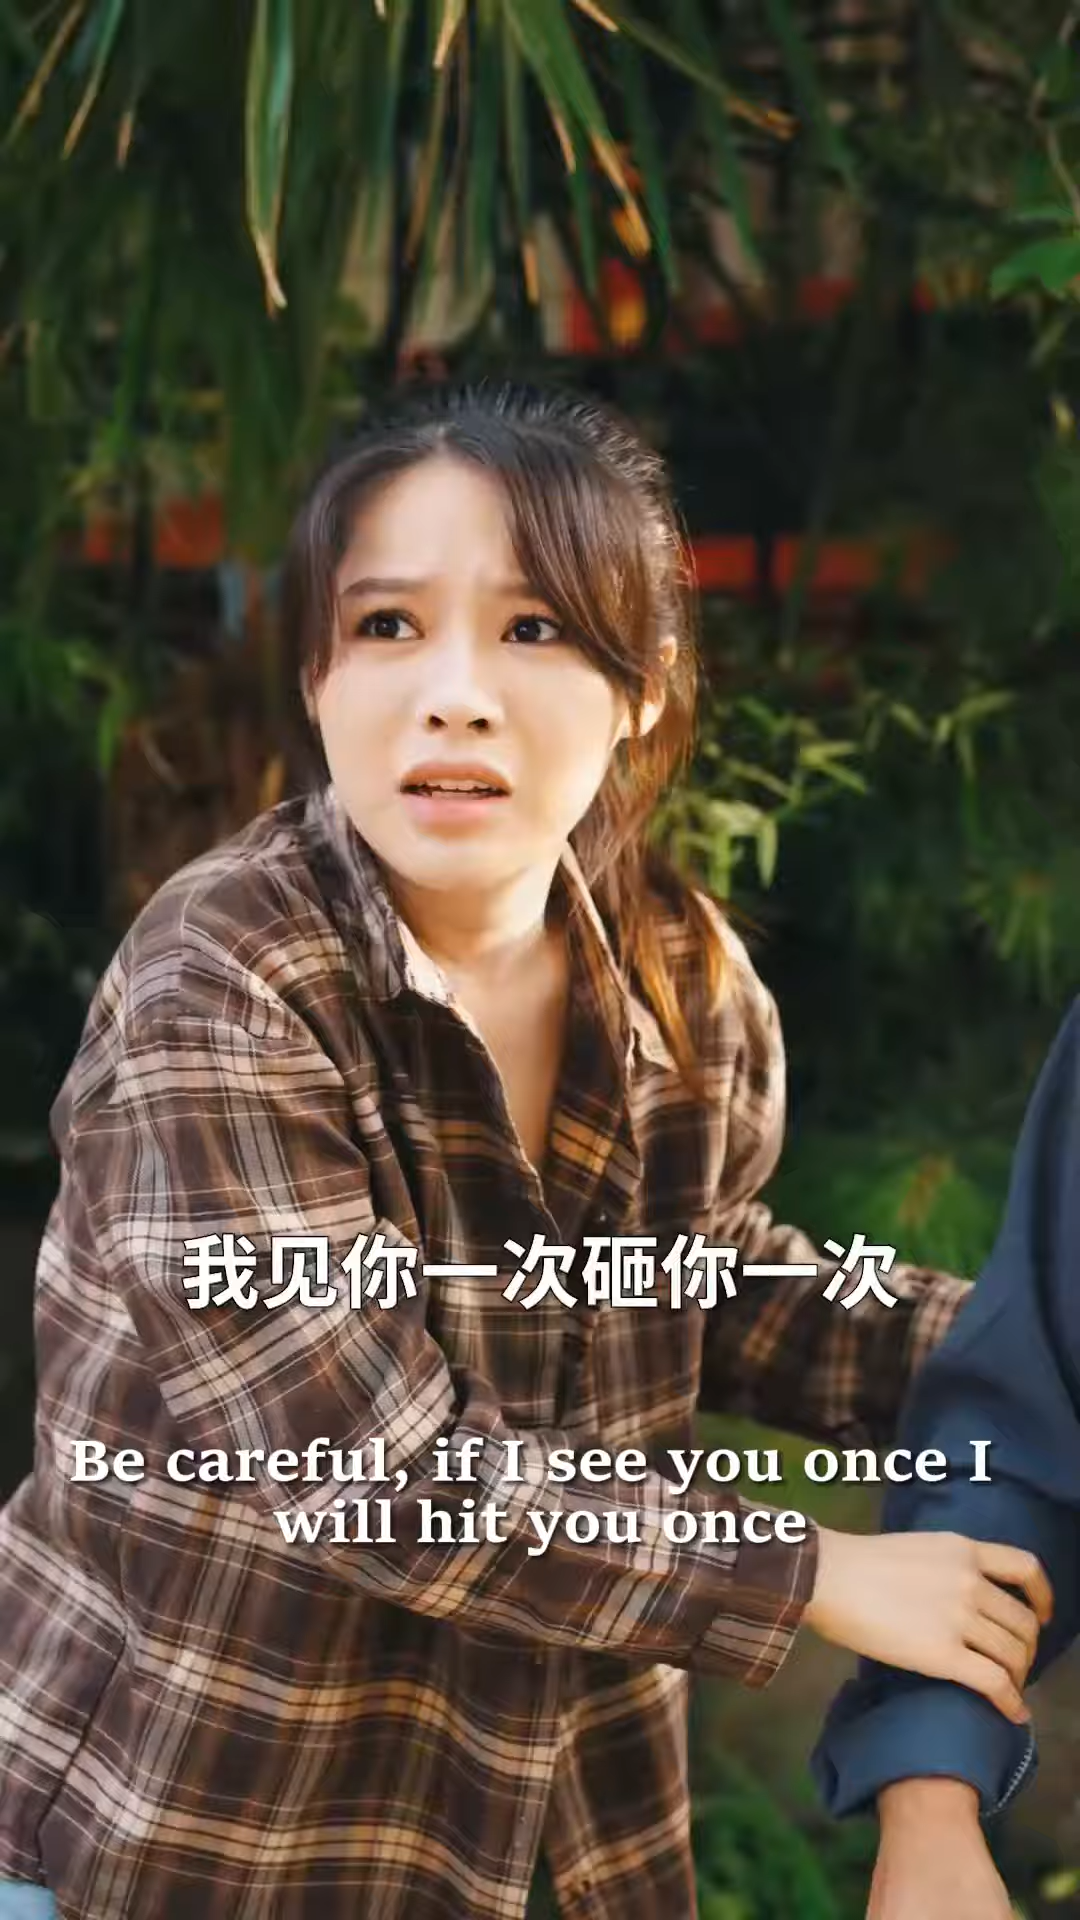 我见你一次砸你一次
Be careful, if I see you once I
will hit you once